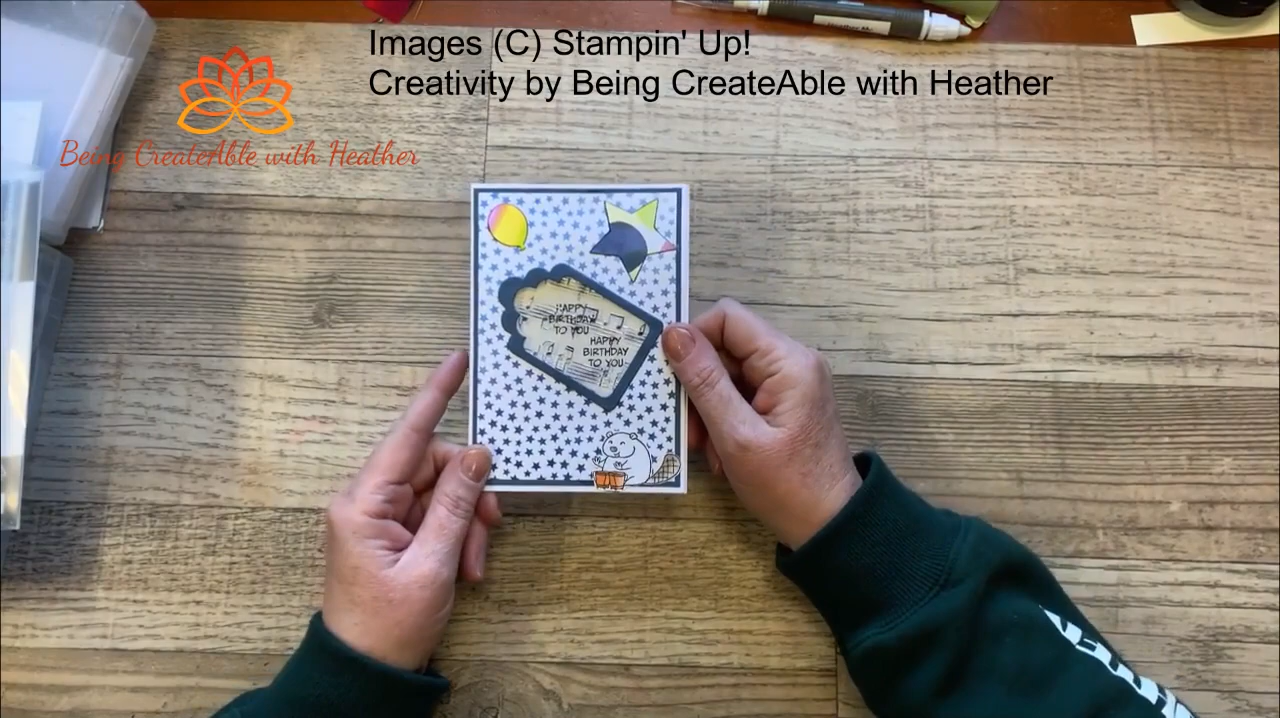 Images (C) Stampin' Up!
Creativity by Being CreateAble with Heather
Being CreateAble with Heather
HAPPY
BIRTHDAY
TO YOU
HAPPY
BIRTHDAY
TO YOU